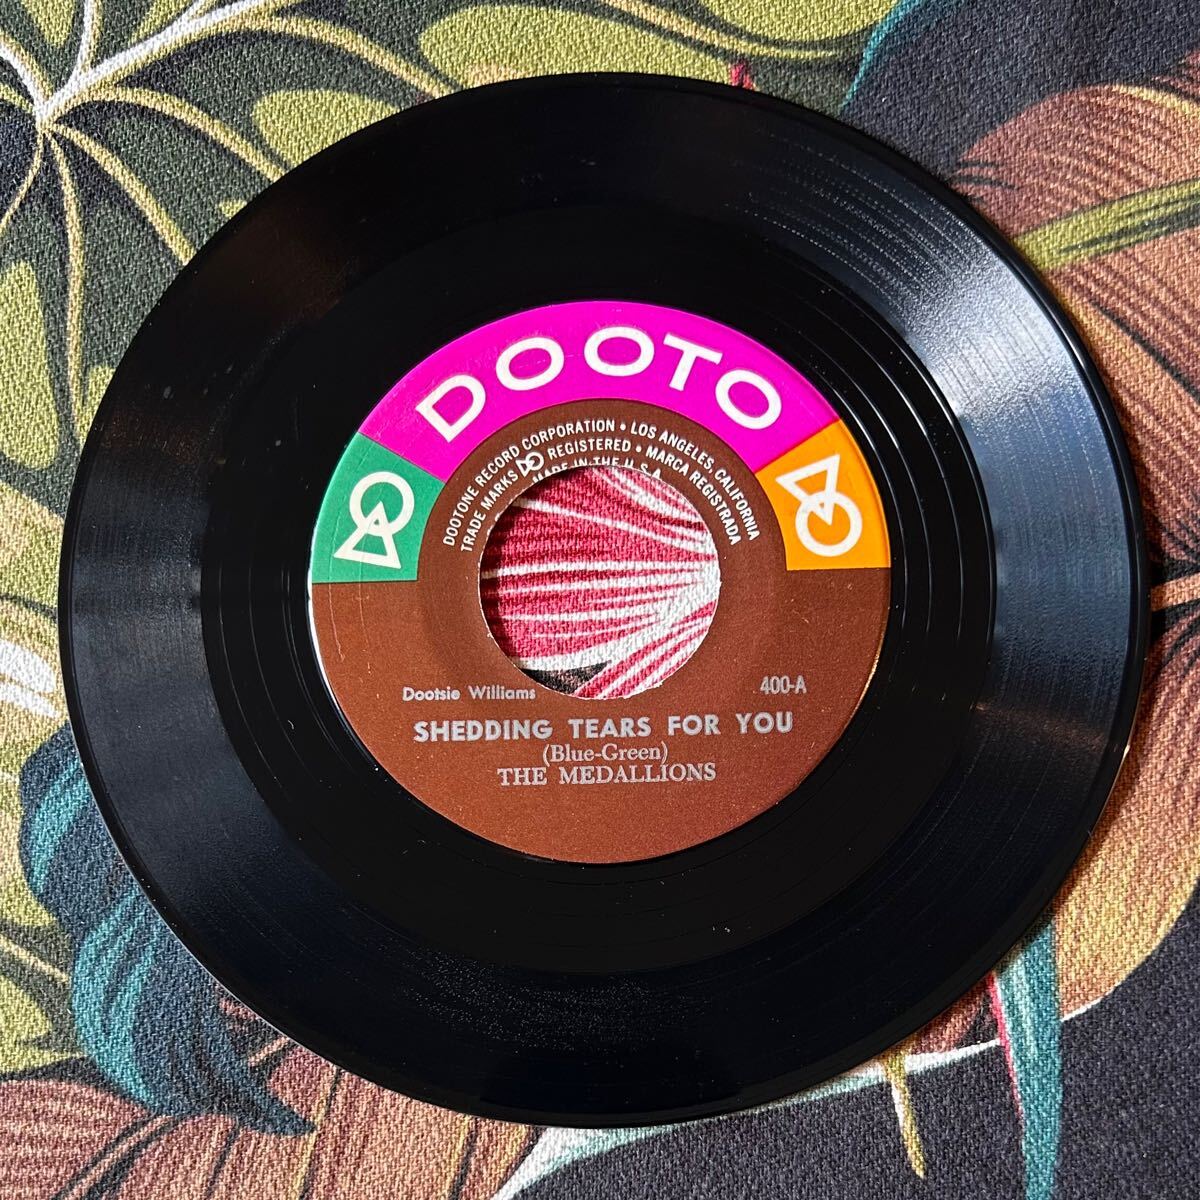 DOOTO
DOOTONE RECORD CORPORATION • LOS ANGELES, CALIFORNIA
TRADE MARKS REGISTERED • MARCA REGISTRADA
MADE IN THE U.S.A.
Dootsie Williams
400-A
SHEDDING TEARS FOR YOU
(Blue-Green)
THE MEDALLIONS